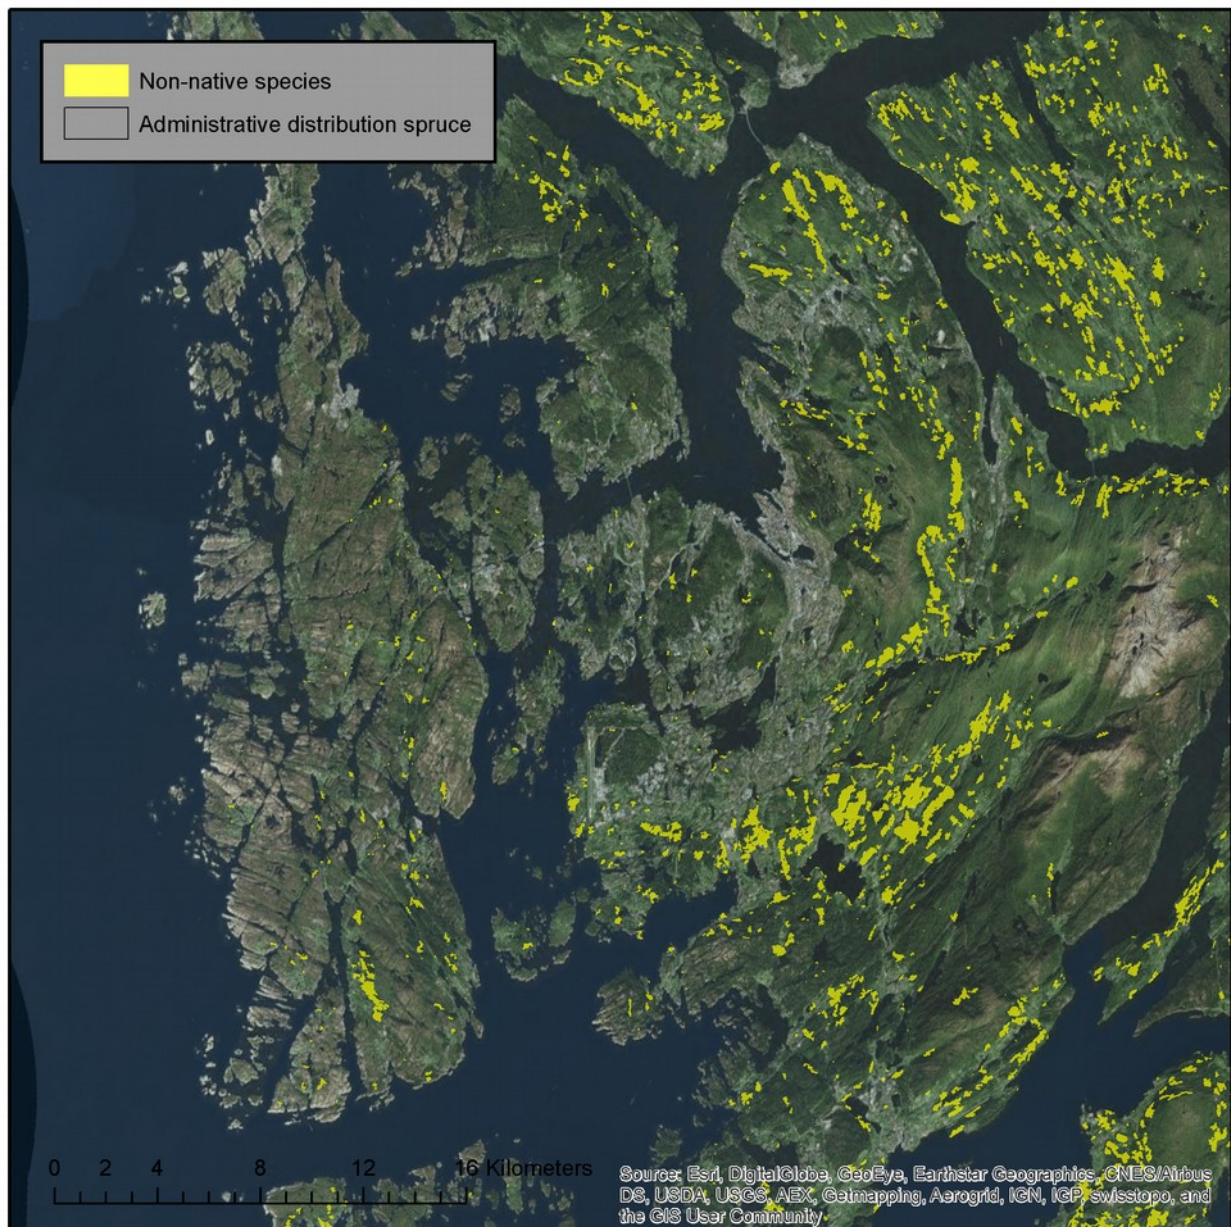 Non-native species
Administrative distribution spruce
0 2 4 8 12 16 Kilometers
Source: Esri, DigitalGlobe, GeoEye, Earthstar Geographics, CNES/Airbus
DS, USDA, USGS, AEX, Getmapping, Aerogrid, IGN, IGP, swisstopo, and
the GIS User Community